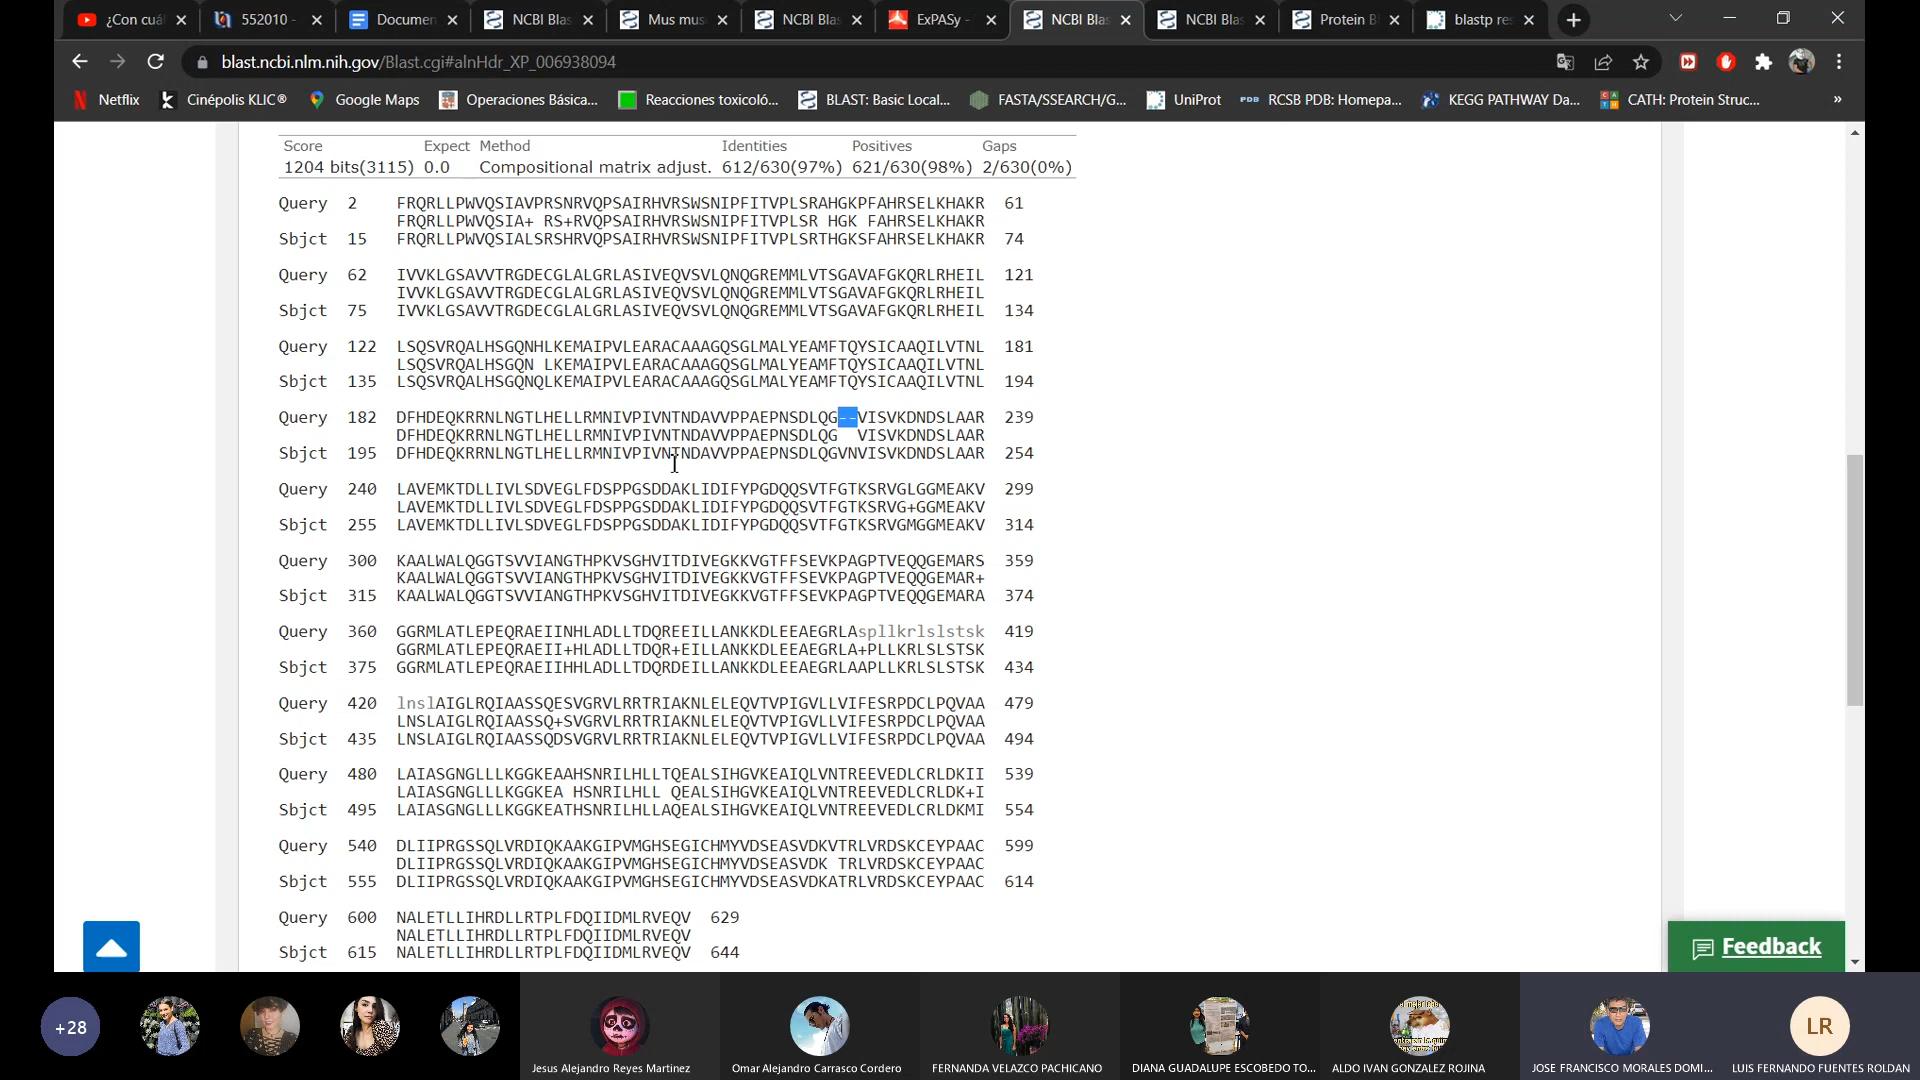 ¿Con cuá
552010 -
Documen
NCBI Blas
Mus mus
NCBI Blas
ExPASy -
NCBI Blas
NCBI Blas
Protein B
blastp res
blast.ncbi.nlm.nih.gov/Blast.cgi#alnHdr_XP_006938094
Netflix
Cinépolis KLIC®
Google Maps
Operaciones Básica...
Reacciones toxicoló...
BLAST: Basic Local...
FASTA/SSEARCH/G...
UniProt
RCSB PDB: Homepa...
KEGG PATHWAY Da...
CATH: Protein Struc...
»
Score Expect Method Identities Positives Gaps
1204 bits(3115) 0.0 Compositional matrix adjust. 612/630(97%) 621/630(98%) 2/630(0%)
Query 2 FRQRLLPWVQSIAVPRSNRVQPSAIRHVRSWSNIPFITVPLSRAHGKPFAHRSELKHAKR 61
FRQRLLPWVQSIA+ RS+RVQPSAIRHVRSWSNIPFITVPLSR HGK FAHRSELKHAKR
Sbjct 15 FRQRLLPWVQSIALSRSHRVQPSAIRHVRSWSNIPFITVPLSRTHGKSFAHRSELKHAKR 74
Query 62 IVVKLGSAVVTRGDECGLALGRLASIVEQVSVLQNQGREMMLVTSGAVAFGKQRLRHEIL 121
IVVKLGSAVVTRGDECGLALGRLASIVEQVSVLQNQGREMMLVTSGAVAFGKQRLRHEIL
Sbjct 75 IVVKLGSAVVTRGDECGLALGRLASIVEQVSVLQNQGREMMLVTSGAVAFGKQRLRHEIL 134
Query 122 LSQSVRQALHSGQNHLKEMAIPVLEARACAAAGQSGLMALYEAMFTQYSICAAQILVTNL 181
LSQSVRQALHSGQN LKEMAIPVLEARACAAAGQSGLMALYEAMFTQYSICAAQILVTNL
Sbjct 135 LSQSVRQALHSGQNQLKEMAIPVLEARACAAAGQSGLMALYEAMFTQYSICAAQILVTNL 194
Query 182 DFHDEQKRRNLNGTLHELLRMNIVPIVNTNDAVVPPAEPNSDLQG--VISVKDNDSLAAR 239
DFHDEQKRRNLNGTLHELLRMNIVPIVNTNDAVVPPAEPNSDLQG VISVKDNDSLAAR
Sbjct 195 DFHDEQKRRNLNGTLHELLRMNIVPIVNTNDAVVPPAEPNSDLQGVNVISVKDNDSLAAR 254
Query 240 LAVEMKTDLLIVLSDVEGLFDSPPGSDDAKLIDIFYPGDQQSVTFGTKSRVGLGGMEAKV 299
LAVEMKTDLLIVLSDVEGLFDSPPGSDDAKLIDIFYPGDQQSVTFGTKSRVG+GGMEAKV
Sbjct 255 LAVEMKTDLLIVLSDVEGLFDSPPGSDDAKLIDIFYPGDQQSVTFGTKSRVGMGGMEAKV 314
Query 300 KAALWALQGGTSVVIANGTHPKVSGHVITDIVEGKKVGTFFSEVKPAGPTVEQQGEMARS 359
KAALWALQGGTSVVIANGTHPKVSGHVITDIVEGKKVGTFFSEVKPAGPTVEQQGEMAR+
Sbjct 315 KAALWALQGGTSVVIANGTHPKVSGHVITDIVEGKKVGTFFSEVKPAGPTVEQQGEMARA 374
Query 360 GGRMLATLEPEQRAEIINHLADLLTDQREEILLANKKDLEEAEGRLAspllkrlslstsk 419
GGRMLATLEPEQRAEII+HLADLLTDQR+EILLANKKDLEEAEGRLA+PLLKRLSLSTSK
Sbjct 375 GGRMLATLEPEQRAEIIHHLADLLTDQRDEILLANKKDLEEAEGRLAAPLLKRLSLSTSK 434
Query 420 lnslAIGLRQIAASSQESVGRVLRRTRIAKNLELEQVTVPIGVLLVIFESRPDCLPQVAA 479
LNSLAIGLRQIAASSQ+SVGRVLRRTRIAKNLELEQVTVPIGVLLVIFESRPDCLPQVAA
Sbjct 435 LNSLAIGLRQIAASSQDSVGRVLRRTRIAKNLELEQVTVPIGVLLVIFESRPDCLPQVAA 494
Query 480 LAIASGNGLLLKGGKEAAHSNRILHLLTQEALSIHGVKEAIQLVNTREEVEDLCRLDKII 539
LAIASGNGLLLKGGKEA HSNRILHLL QEALSIHGVKEAIQLVNTREEVEDLCRLDK+I
Sbjct 495 LAIASGNGLLLKGGKEATHSNRILHLLAQEALSIHGVKEAIQLVNTREEVEDLCRLDKMI 554
Query 540 DLIIPRGSSQLVRDIQKAAKGIPVMGHSEGICHMYVDSEASVDKVTRLVRDSKCEYPAAC 599
DLIIPRGSSQLVRDIQKAAKGIPVMGHSEGICHMYVDSEASVDK TRLVRDSKCEYPAAC
Sbjct 555 DLIIPRGSSQLVRDIQKAAKGIPVMGHSEGICHMYVDSEASVDKATRLVRDSKCEYPAAC 614
Query 600 NALETLLIHRDLLRTPLFDQIIDMLRVEQV 629
NALETLLIHRDLLRTPLFDQIIDMLRVEQV
Sbjct 615 NALETLLIHRDLLRTPLFDQIIDMLRVEQV 644
Feedback
+28
LR
Jesus Alejandro Reyes Martinez
Omar Alejandro Carrasco Cordero
FERNANDA VELAZCO PACHICANO
DIANA GUADALUPE ESCOBEDO TO...
ALDO IVAN GONZALEZ ROJINA
JOSE FRANCISCO MORALES DOMI...
LUIS FERNANDO FUENTES ROLDAN